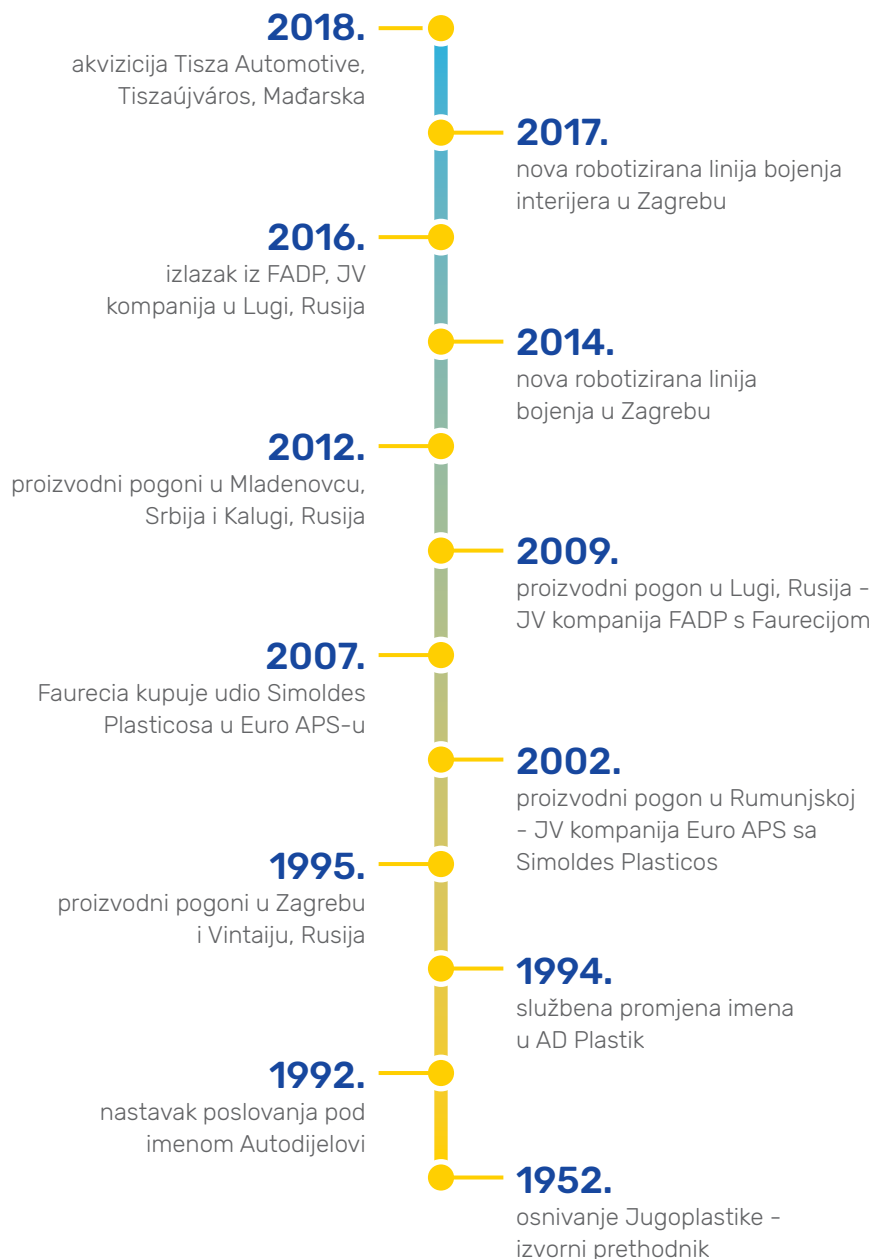 2018.
akvizicija Tisza Automotive,
Tiszaújváros, Mađarska
2017.
nova robotizirana linija bojenja
interijera u Zagrebu
2016.
izlazak iz FADP, JV
kompanija u Lugi, Rusija
2014.
nova robotizirana linija
bojenja u Zagrebu
2012.
proizvodni pogoni u Mladenovcu,
Srbija i Kalugi, Rusija
2009.
proizvodni pogon u Lugi, Rusija -
JV kompanija FADP s Faurecijom
2007.
Faurecia kupuje udio Simoldes
Plasticosa u Euro APS-u
2002.
proizvodni pogon u Rumunjskoj
- JV kompanija Euro APS sa
Simoldes Plasticos
1995.
proizvodni pogoni u Zagrebu
i Vintaiju, Rusija
1994.
službena promjena imena
u AD Plastik
1992.
nastavak poslovanja pod
imenom Autodijelovi
1952.
osnivanje Jugoplastike -
izvorni prethodnik